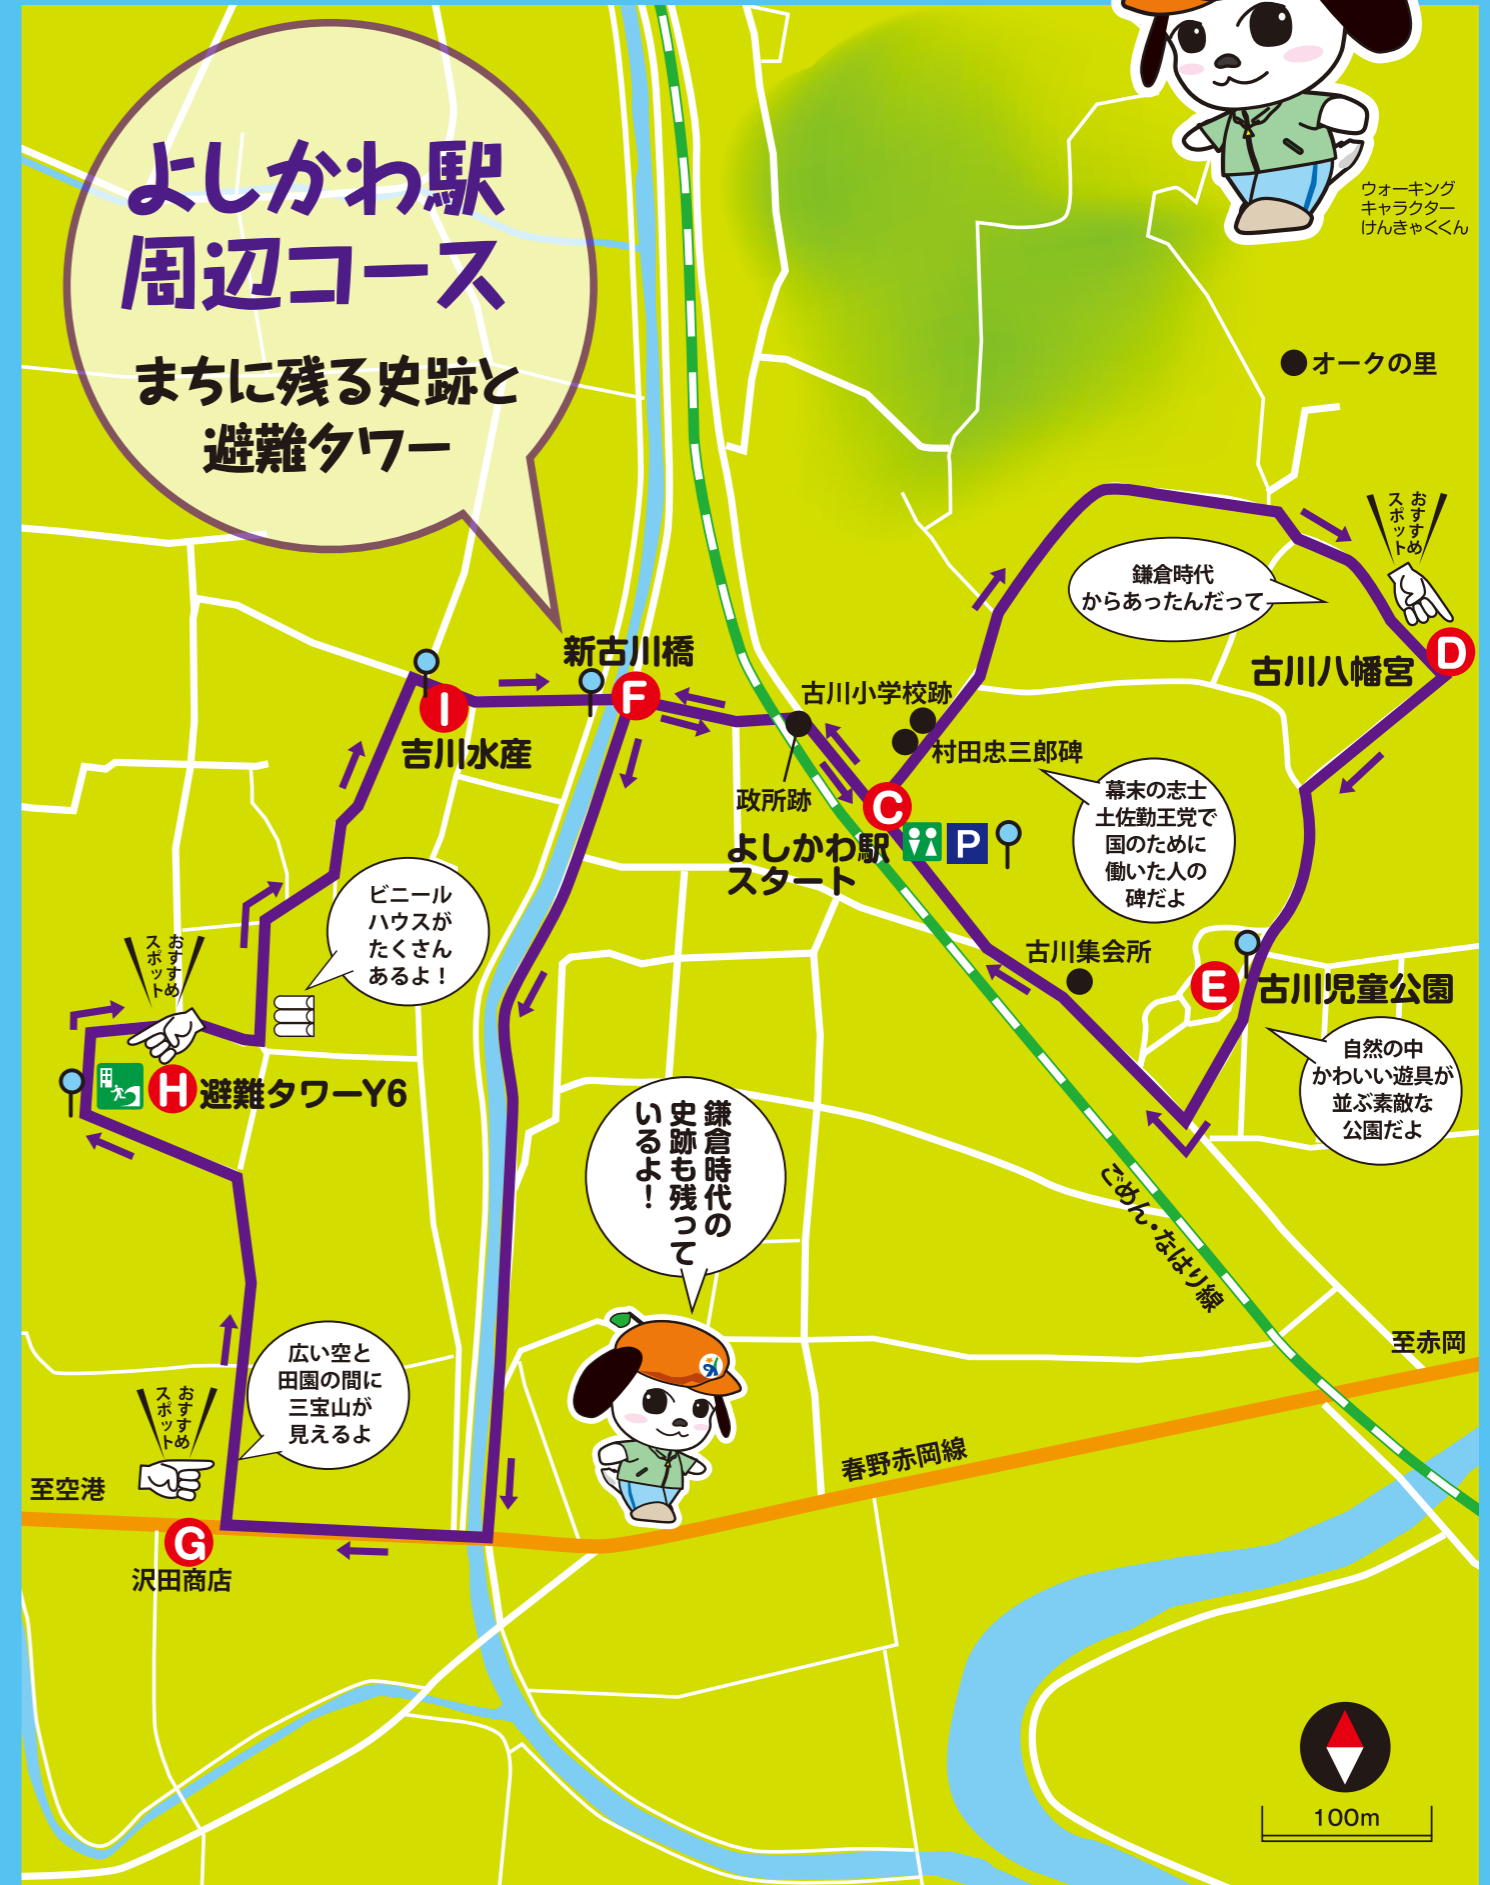 よしかわ駅
周辺コース
まちに残る史跡と
避難タワー
ウォーキング
キャラクター
けんきゃくくん
オークの里
おすすめ
スポット
鎌倉時代
からあったんだって
D
古川八幡宮
新古川橋
F
I
吉川水産
古川小学校跡
村田忠三郎碑
政所跡
C
よしかわ駅
スタート
P
幕末の志士
土佐勤王党で
国のために
働いた人の
碑だよ
ビニール
ハウスが
たくさん
あるよ！
おすすめ
スポット
古川集会所
E
古川児童公園
自然の中
かわいい遊具が
並ぶ素敵な
公園だよ
H
避難タワーY6
鎌倉時代の
史跡も残って
いるよ！
ごめん・なはり線
至赤岡
広い空と
田園の間に
三宝山が
見えるよ
おすすめ
スポット
至空港
春野赤岡線
G
沢田商店
100m